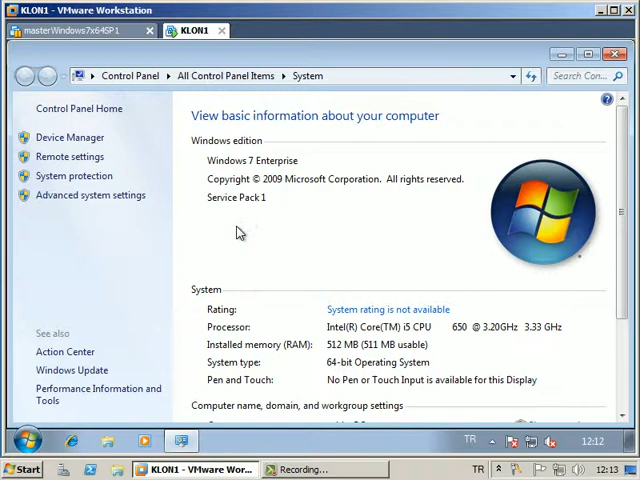 KLON1 - VMware Workstation
masterWindows7x64SP1
KLON1
Control Panel
All Control Panel Items
System
Search Con...
Control Panel Home
View basic information about your computer
Device Manager
Remote settings
System protection
Advanced system settings
Windows edition
Windows 7 Enterprise
Copyright © 2009 Microsoft Corporation. All rights reserved.
Service Pack 1
System
Rating: System rating is not available
Processor: Intel(R) Core(TM) i5 CPU 650 @ 3.20GHz 3.33 GHz
Installed memory (RAM): 512 MB (511 MB usable)
System type: 64-bit Operating System
Pen and Touch: No Pen or Touch Input is available for this Display
Computer name, domain, and workgroup settings
See also
Action Center
Windows Update
Performance Information and
Tools
TR
12:12
Start
KLON1 - VMware Wor...
Recording...
TR
12:13